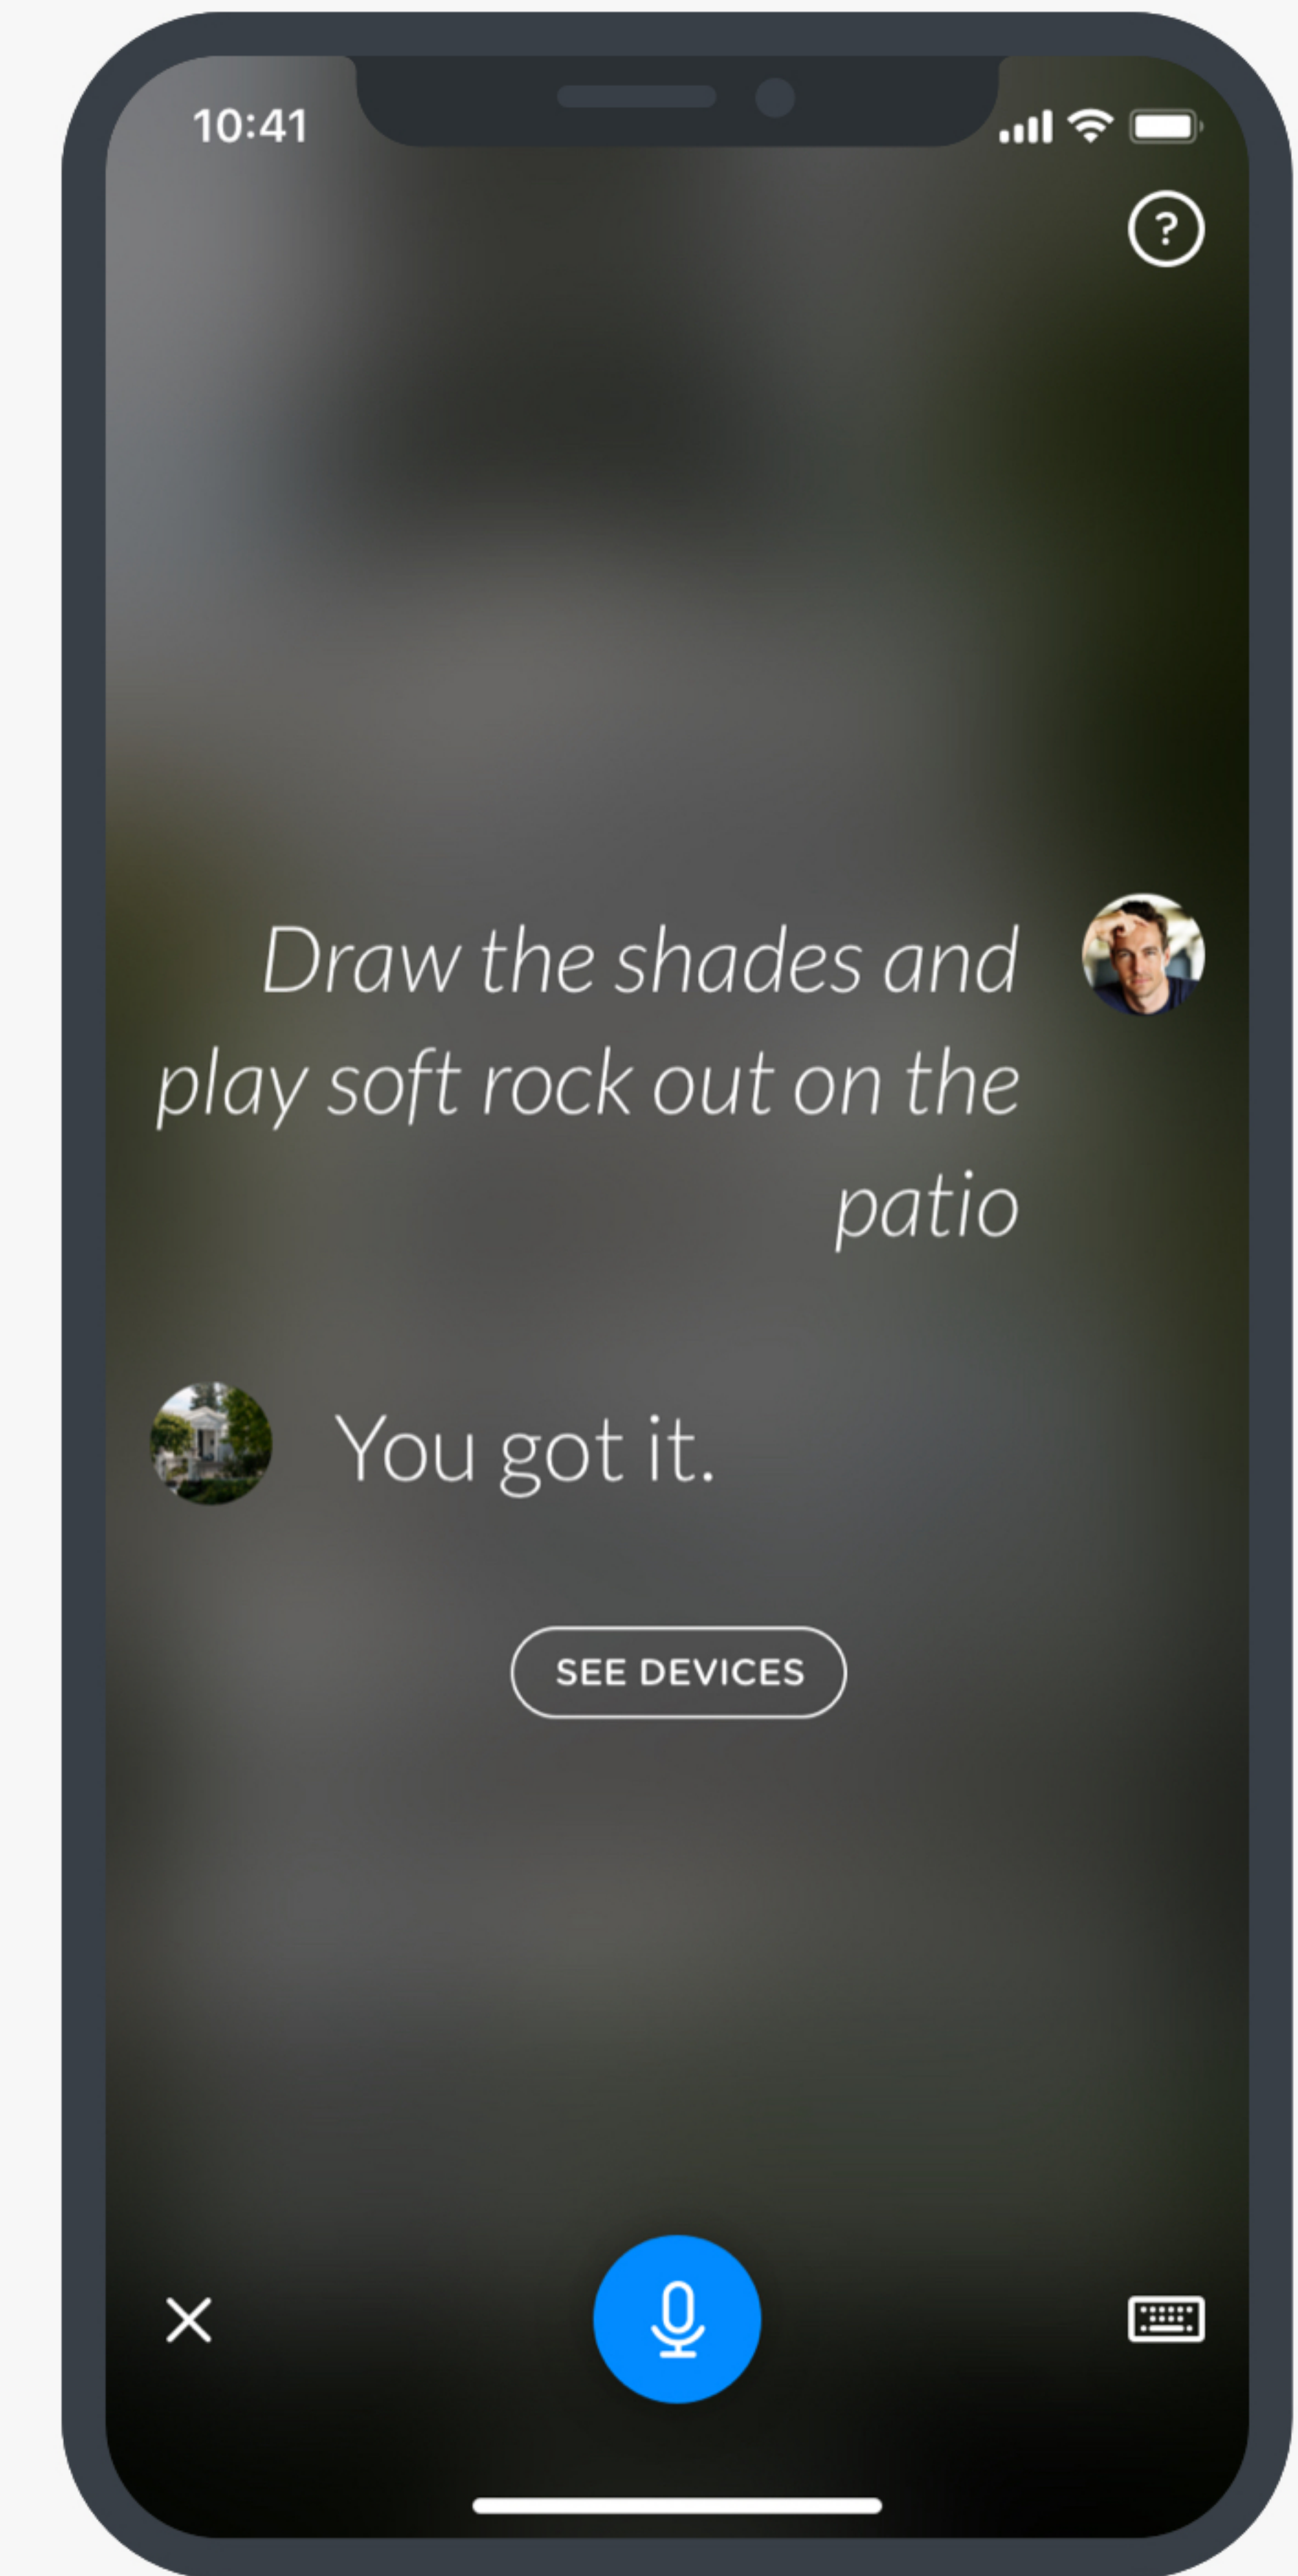 10:41
?
Draw the shades and
play soft rock out on the
patio
You got it.
SEE DEVICES